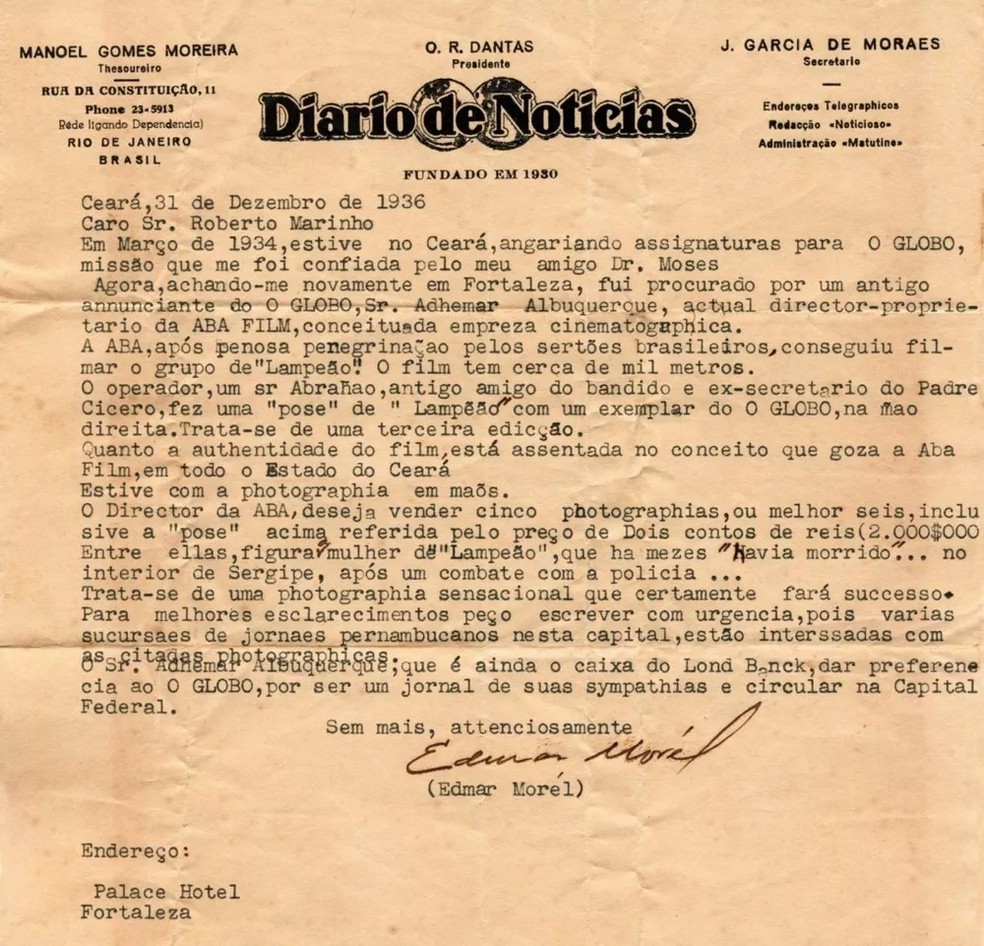 MANOEL GOMES MOREIRA
Thesoureiro
RUA DA CONSTITUIÇÃO, 11
Phone 23-5913
Rêde ligando Dependencia)
RIO DE JANEIRO
BRASIL
O. R. DANTAS
Presidente
Diario de Noticias
FUNDADO EM 1930
J. GARCIA DE MORAES
Secretario
Endereços Telegraphicos
Redacção «Noticioso»
Administração «Matutino»
Ceará,31 de Dezembro de 1936
Caro Sr. Roberto Marinho
Em Março de 1934,estive no Ceará,angariando assignaturas para O GLOBO,
missão que me foi confiada pelo meu amigo Dr. Moses
Agora,achando-me novamente em Fortaleza, fui procurado por um antigo
annunciante do O GLOBO,Sr. Adhemar Albuquerque, actual director-proprie-
tario da ABA FILM,conceituada empreza cinematographica.
A ABA,após penosa penegrinaçao pelos sertões brasileiros,conseguiu fil-
mar o grupo de"Lampeão". O film tem cerca de mil metros.
O operador,um sr Abrahao,antigo amigo do bandido e ex-secretario do Padre
Cicero,fez uma "pose" de " Lampêão" com um exemplar do O GLOBO,na mao
direita.Trata-se de uma terceira edicção.
Quanto a authentidade do film,está assentada no conceito que goza a Aba
Film,em todo o Estado do Ceará
Estive com a photographia em maõs.
O Director da ABA,deseja vender cinco photographias,ou melhor seis,inclu
sive a "pose" acima referida pelo preço de Dois contos de reis(2.000$000
Entre ellas,figura a mulher de "Lampeão",que ha mezes "havia morrido"... no
interior de Sergipe, após um combate com a policia ...
Trata-se de uma photographia sensacional que certamente fará successo.
Para melhores esclarecimentos peço escrever com urgencia,pois varias
sucursaes de jornaes pernambucanos nesta capital,estão interssadas com
as citadas photographicas.
O Sr. Adhemar Albuquerque,que é ainda o caixa do Lond Banck,dar preferene
cia ao O GLOBO,por ser um jornal de suas sympathias e circular na Capital
Federal.
Sem mais, attenciosamente
Edmar Morél
(Edmar Morél)
Endereço:
Palace Hotel
Fortaleza